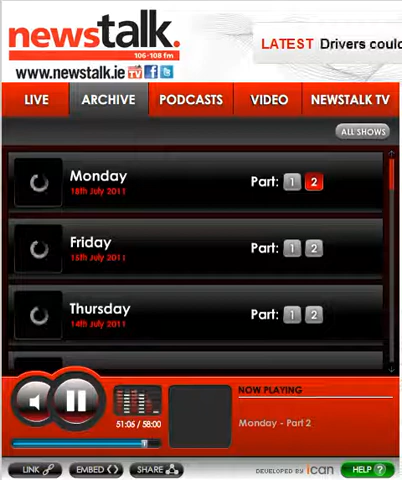 newstalk.
106-108 fm
www.newstalk.ie
LATEST Drivers could
LIVE ARCHIVE PODCASTS VIDEO NEWSTALK TV
ALL SHOWS
Monday
18th July 2011
Part: 1 2
Friday
15th July 2011
Part: 1 2
Thursday
14th July 2011
Part: 1 2
51:06 / 58:00
NOW PLAYING
Monday - Part 2
LINK EMBED SHARE DEVELOPED BY ican HELP ?